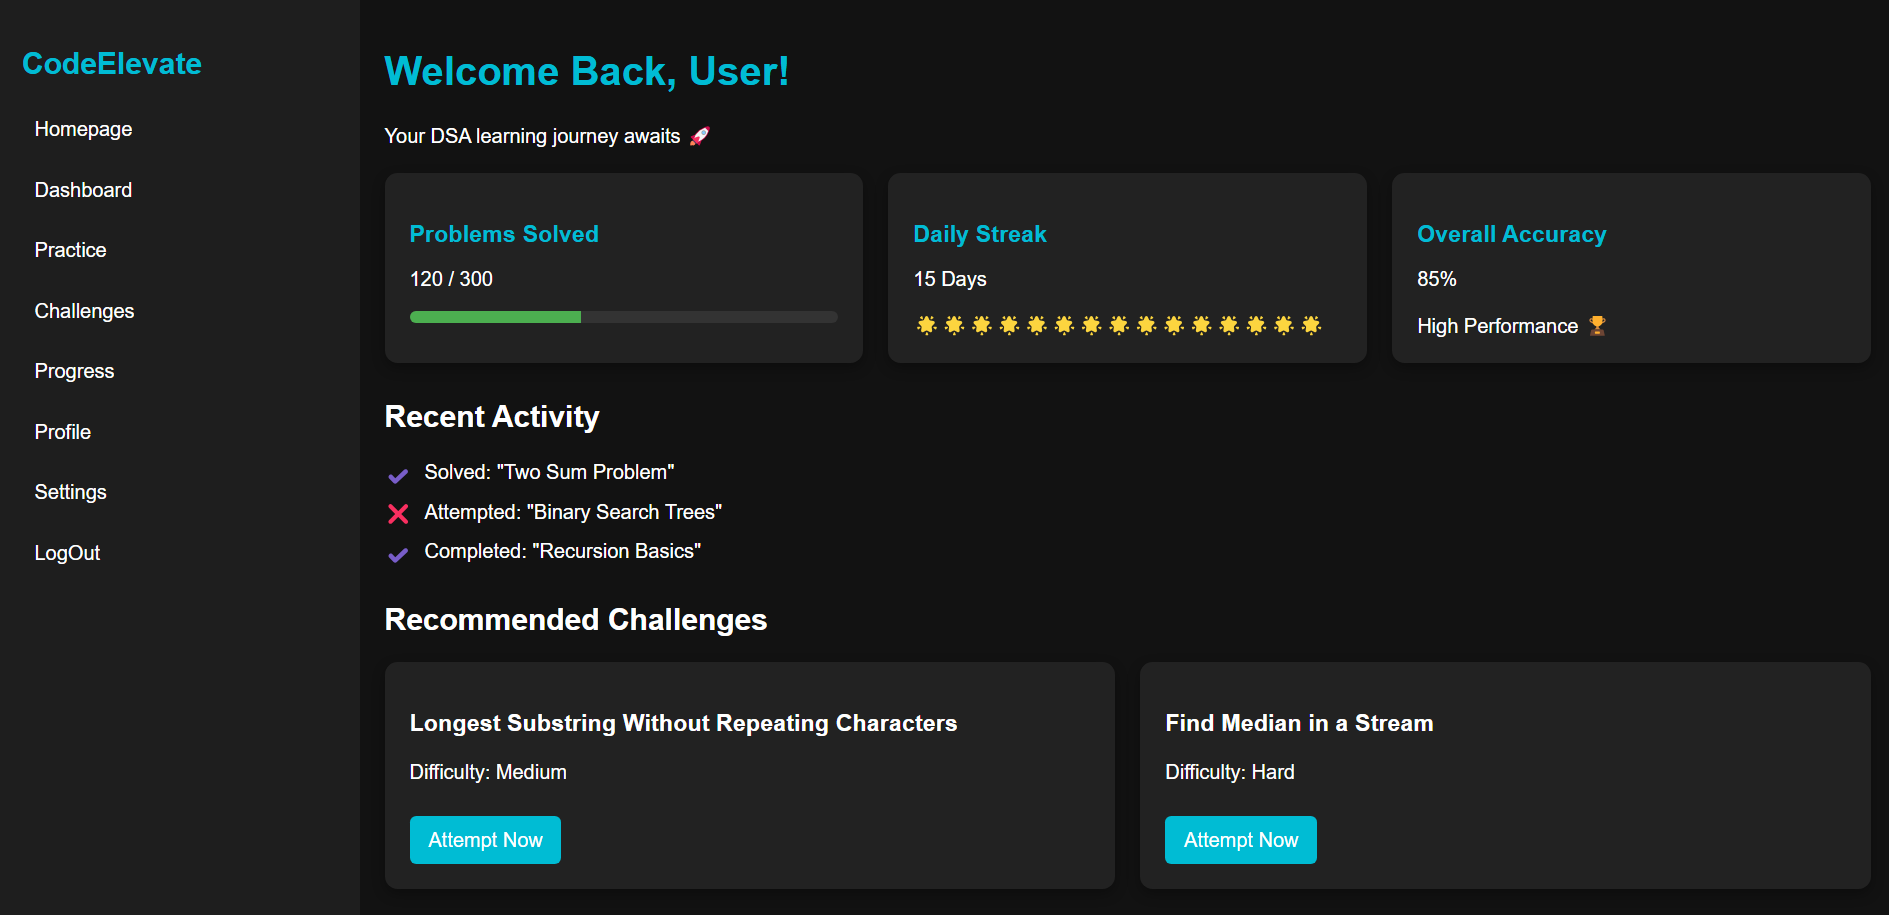 CodeElevate
Homepage
Dashboard
Practice
Challenges
Progress
Profile
Settings
LogOut
Welcome Back, User!
Your DSA learning journey awaits 🚀
Problems Solved
120 / 300
Daily Streak
15 Days
🌟🌟🌟🌟🌟🌟🌟🌟🌟🌟🌟🌟🌟🌟🌟
Overall Accuracy
85%
High Performance 🏆
Recent Activity
Solved: "Two Sum Problem"
❌ Attempted: "Binary Search Trees"
Completed: "Recursion Basics"
Recommended Challenges
Longest Substring Without Repeating Characters
Difficulty: Medium
Attempt Now
Find Median in a Stream
Difficulty: Hard
Attempt Now